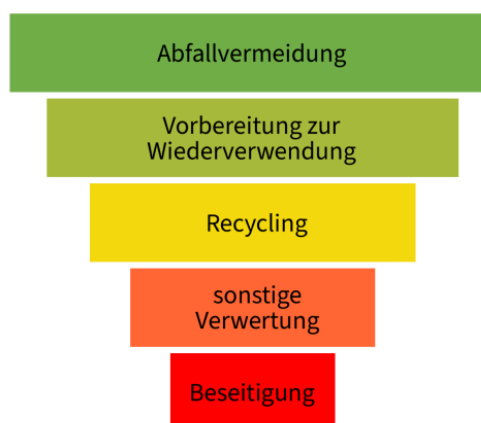 Abfallvermeidung
Vorbereitung zur
Wiederverwendung
Recycling
sonstige
Verwertung
Beseitigung